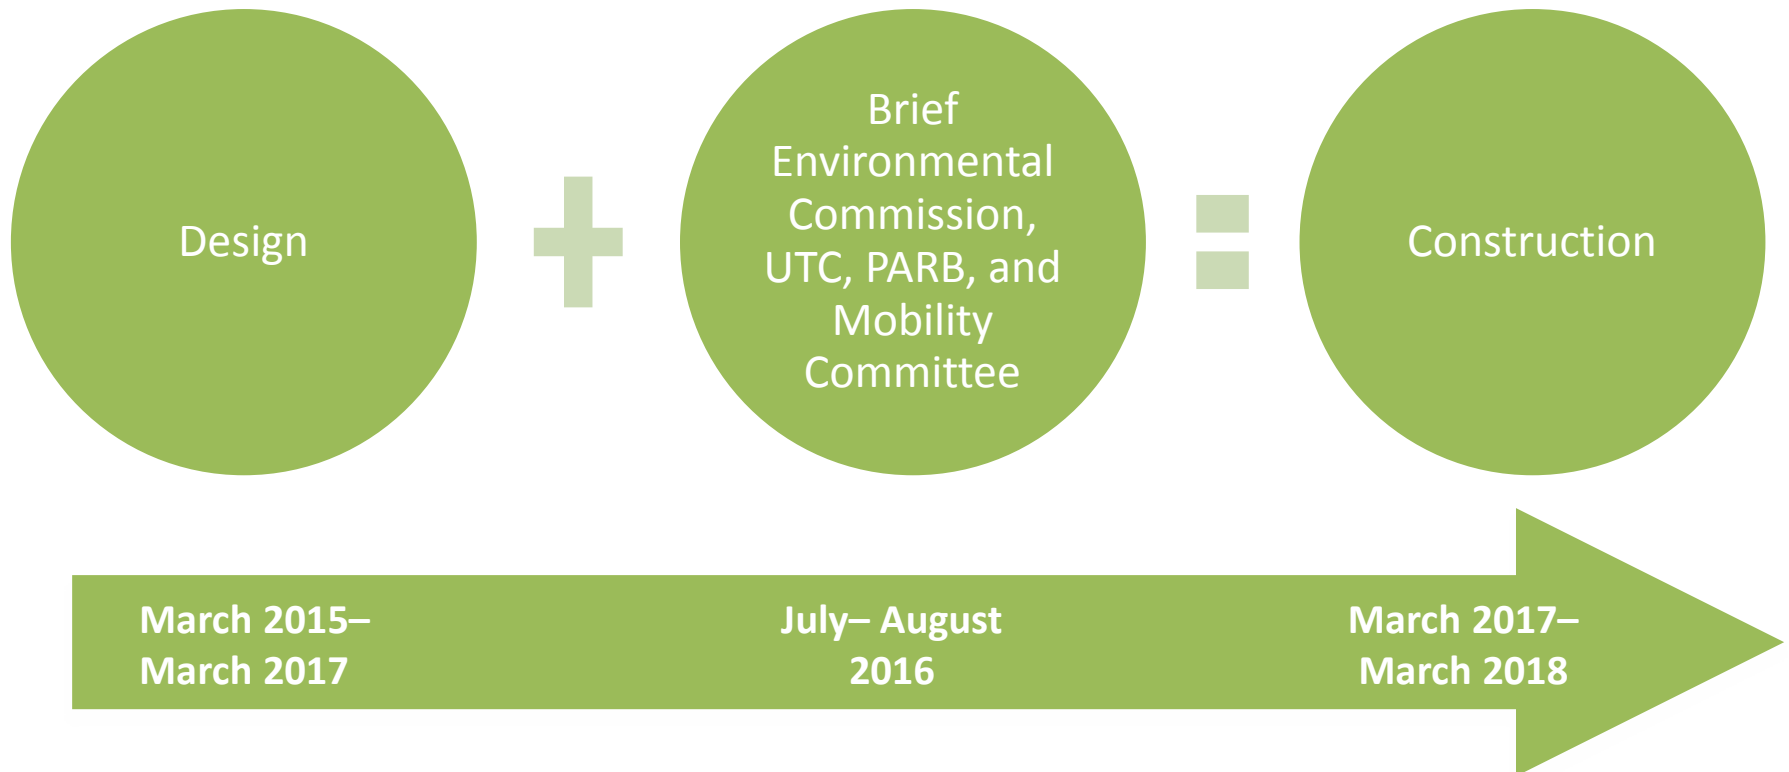 Design
Brief
Environmental
Commission,
UTC, PARB, and
Mobility
Committee
Construction
March 2015–
March 2017
July– August
2016
March 2017–
March 2018